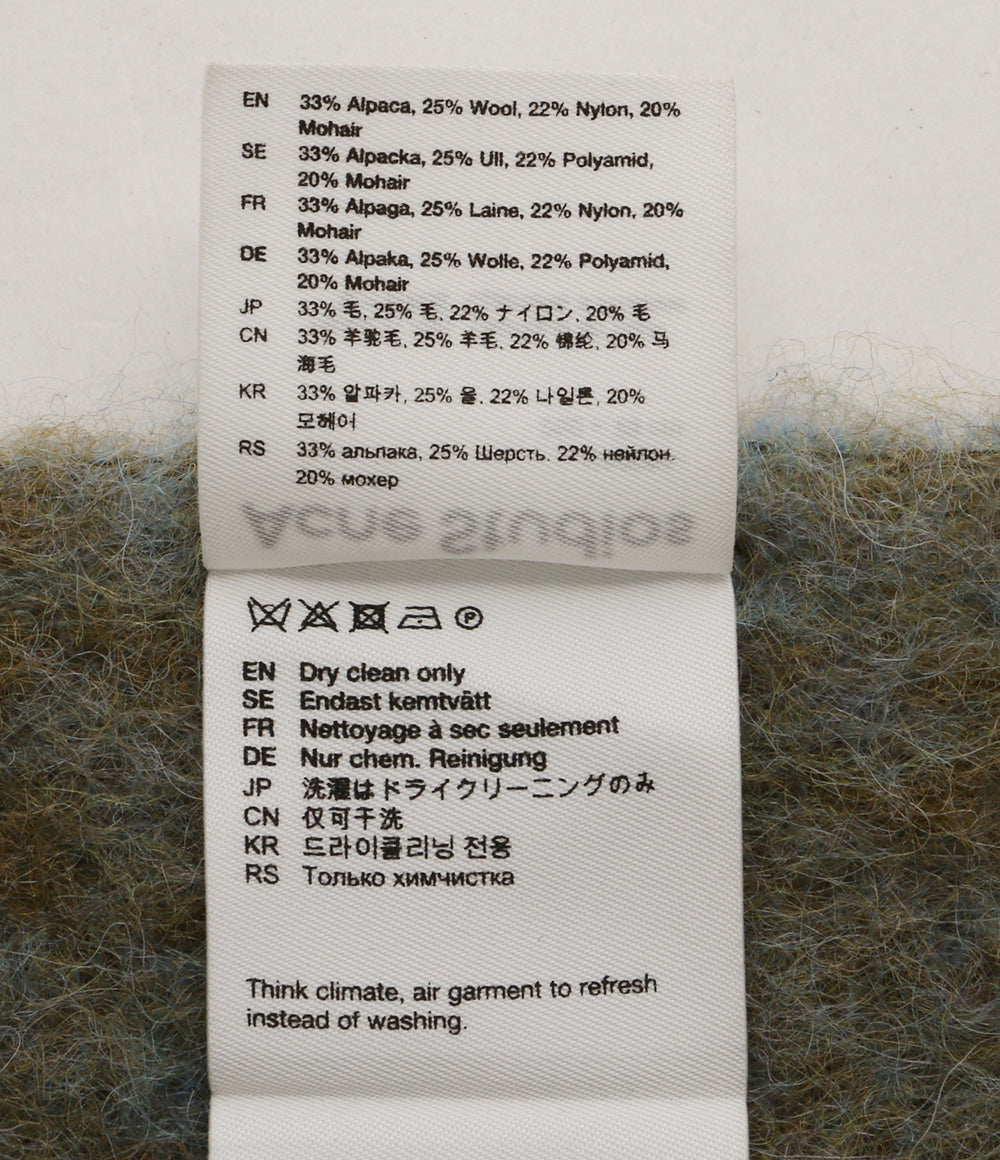 EN 33% Alpaca, 25% Wool, 22% Nylon, 20%
Mohair
SE 33% Alpacka, 25% Ull, 22% Polyamid,
20% Mohair
FR 33% Alpaga, 25% Laine, 22% Nylon, 20%
Mohair
DE 33% Alpaka, 25% Wolle, 22% Polyamid,
20% Mohair
JP 33% 毛, 25% 毛, 22% ナイロン, 20% 毛
CN 33% 羊驼毛, 25% 羊毛, 22% 锦纶, 20% 马
海毛
KR 33% 알파카, 25% 울, 22% 나일론, 20%
모헤어
RS 33% альпака, 25% Шерсть, 22% нейлон,
20% мохер
Acne Studios
P
EN Dry clean only
SE Endast kemtvätt
FR Nettoyage à sec seulement
DE Nur chem. Reinigung
JP 洗濯はドライクリーニングのみ
CN 仅可干洗
KR 드라이클리닝 전용
RS Только химчистка
Think climate, air garment to refresh
instead of washing.